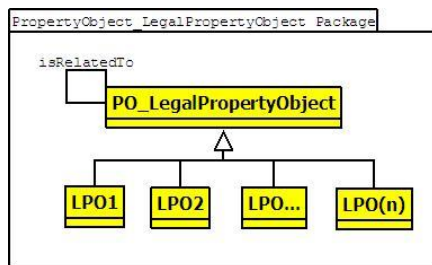 PropertyObject_LegalPropertyObject Package
isRelatedTo
PO_LegalPropertyObject
LPO1 LPO2 LPO... LPO(n)